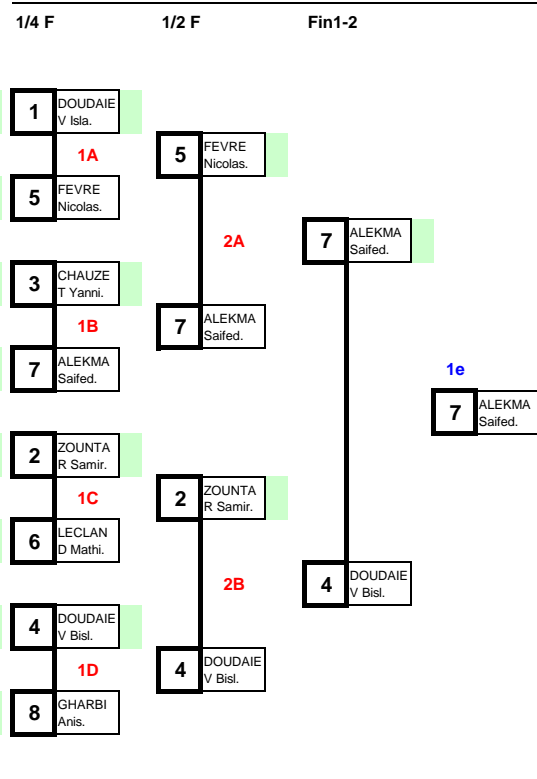 1/4 F 1/2 F Fin1-2
1 DOUDAIE
V Isla.
1A
5 FEVRE
Nicolas.
3 CHAUZE
T Yanni.
1B
7 ALEKMA
Saifed.
2 ZOUNTA
R Samir.
1C
6 LECLAN
D Mathi.
4 DOUDAIE
V Bisl.
1D
8 GHARBI
Anis.
5 FEVRE
Nicolas.
2A
7 ALEKMA
Saifed.
2 ZOUNTA
R Samir.
2B
4 DOUDAIE
V Bisl.
7 ALEKMA
Saifed.
4 DOUDAIE
V Bisl.
1e
7 ALEKMA
Saifed.